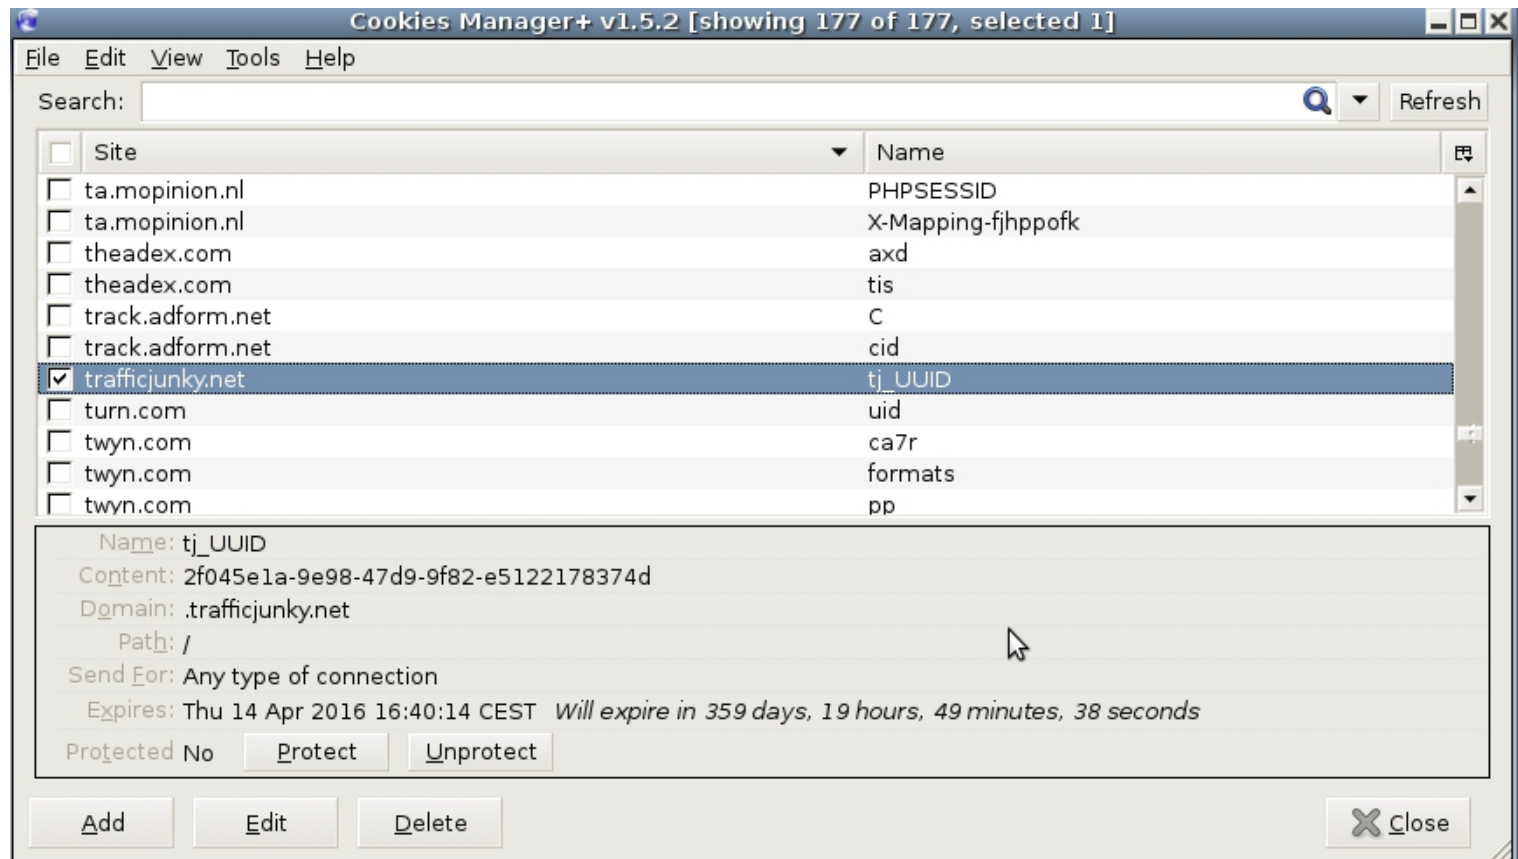 Cookies Manager+ v1.5.2 [showing 177 of 177, selected 1]
File Edit View Tools Help
Search: Refresh
Site Name
ta.mopinion.nl PHPSESSID
ta.mopinion.nl X-Mapping-fjhppofk
theadex.com axd
theadex.com tis
track.adform.net C
track.adform.net cid
trafficjunky.net tj_UUID
turn.com uid
twyn.com ca7r
twyn.com formats
twyn.com pp
Name: tj_UUID
Content: 2f045e1a-9e98-47d9-9f82-e5122178374d
Domain: .trafficjunky.net
Path: /
Send For: Any type of connection
Expires: Thu 14 Apr 2016 16:40:14 CEST Will expire in 359 days, 19 hours, 49 minutes, 38 seconds
Protected No Protect Unprotect
Add Edit Delete Close